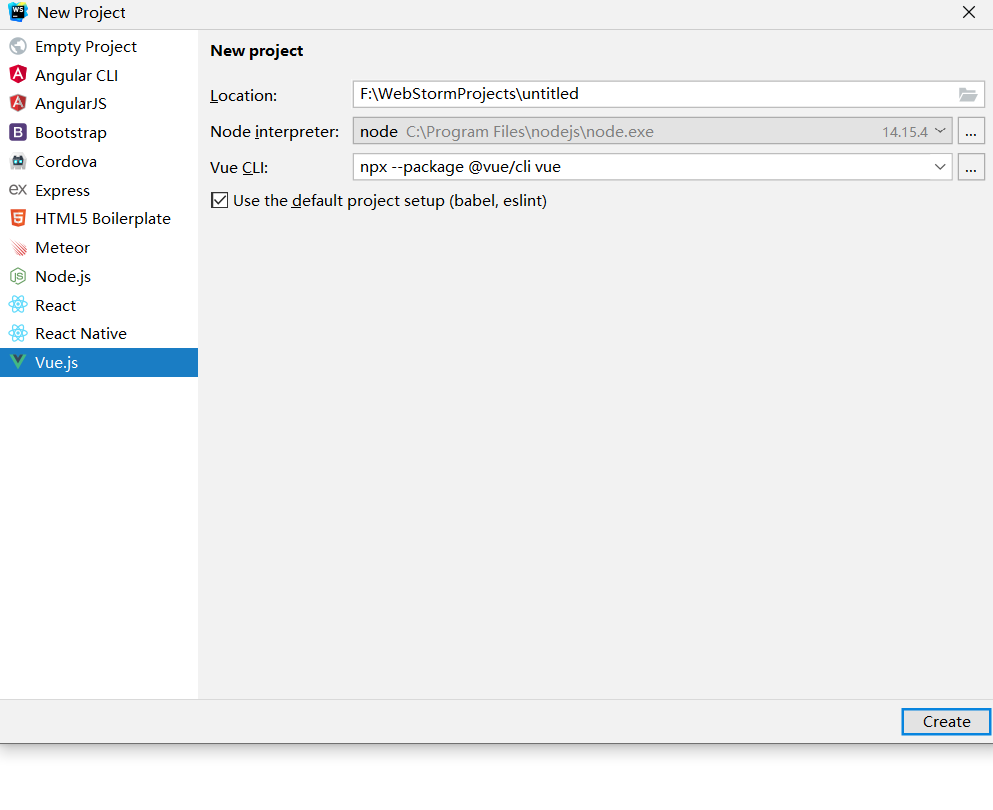 WS New Project
Empty Project
Angular CLI
AngularJS
B Bootstrap
Cordova
ex Express
HTML5 Boilerplate
Meteor
JS Node.js
React
React Native
Vue.js
New project
Location: F:\WebStormProjects\untitled
Node interpreter: node C:\Program Files\nodejs\node.exe 14.15.4 ...
Vue CLI: npx --package @vue/cli vue ...
Use the default project setup (babel, eslint)
Create